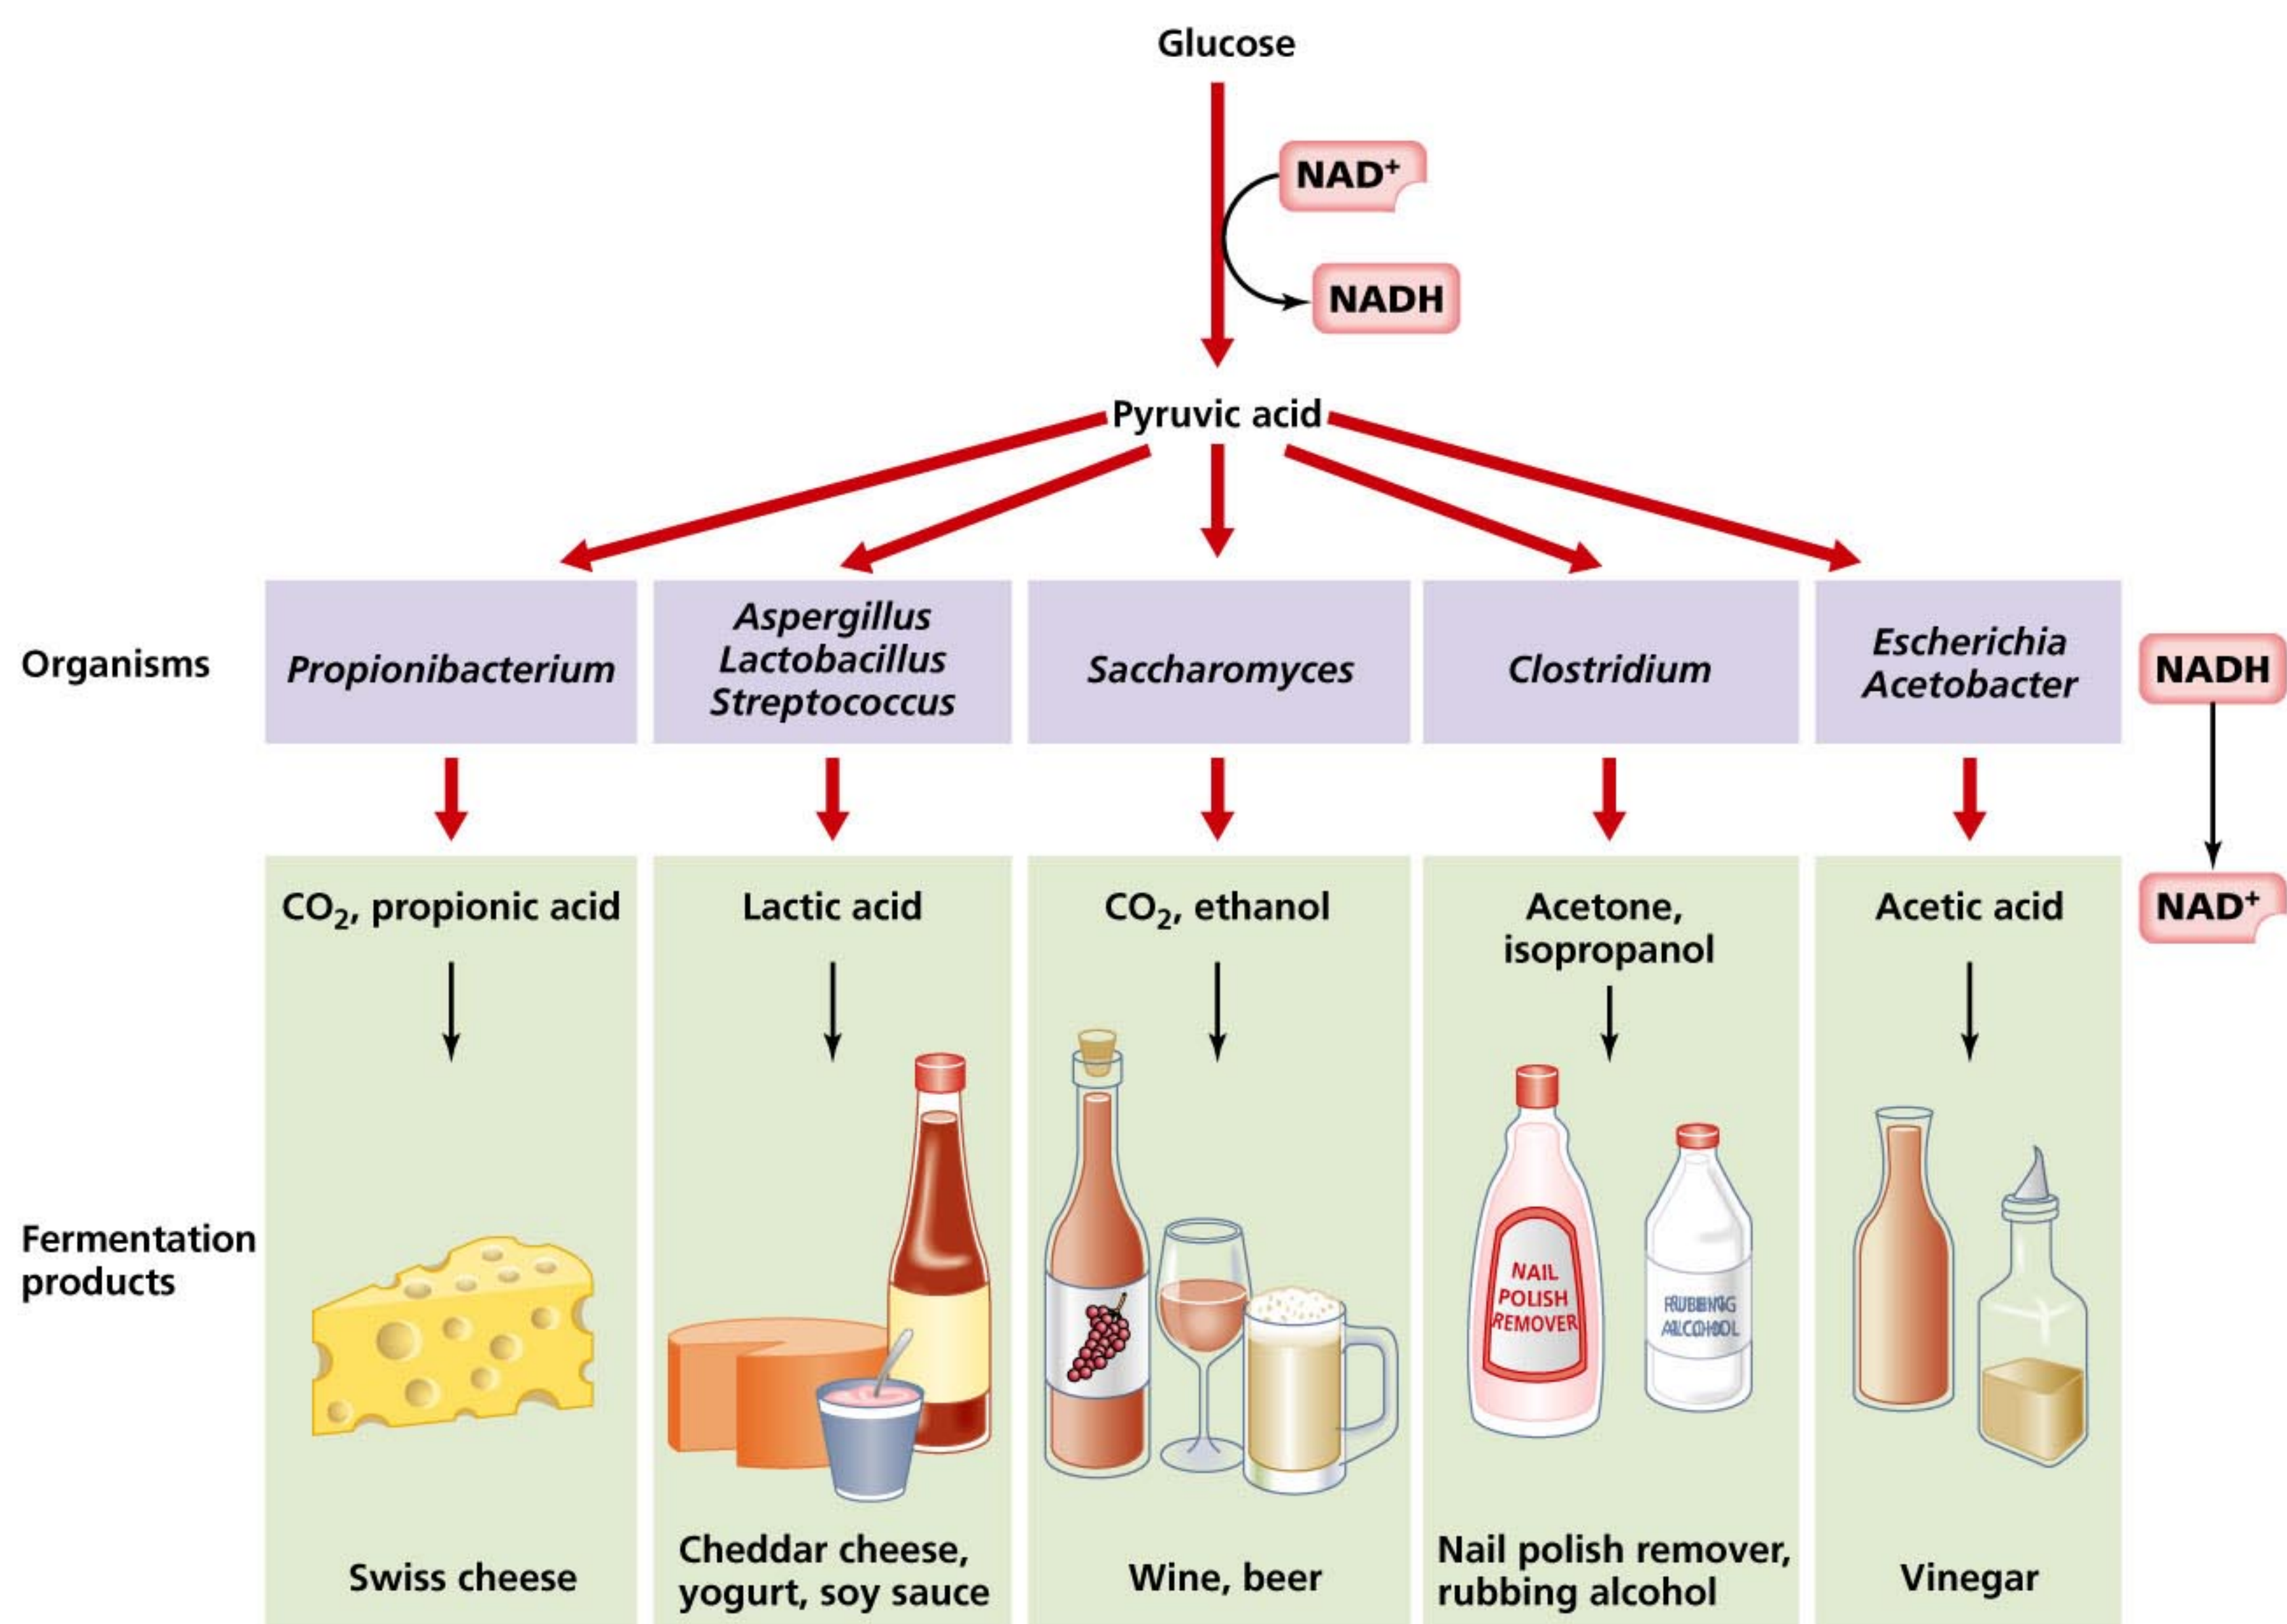 Glucose
NAD⁺
NADH
Pyruvic acid
Organisms
Propionibacterium
Aspergillus
Lactobacillus
Streptococcus
Saccharomyces
Clostridium
Escherichia
Acetobacter
NADH
NAD⁺
CO₂, propionic acid
Lactic acid
CO₂, ethanol
Acetone,
isopropanol
Acetic acid
Fermentation
products
NAIL
POLISH
REMOVER
RUBBING
ALCOHOL
Swiss cheese
Cheddar cheese,
yogurt, soy sauce
Wine, beer
Nail polish remover,
rubbing alcohol
Vinegar